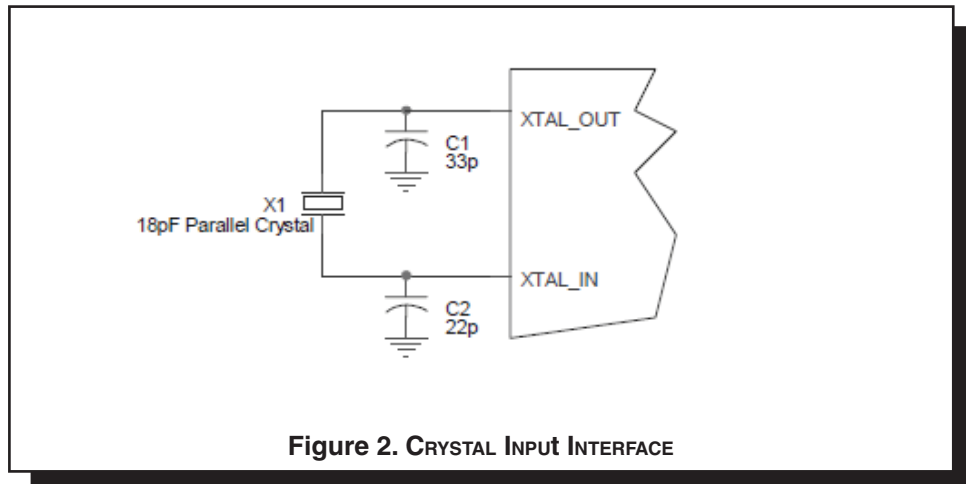 XTAL_OUT
C1
33p
X1
18pF Parallel Crystal
XTAL_IN
C2
22p
Figure 2. CRYSTAL INPUt INTERFACE